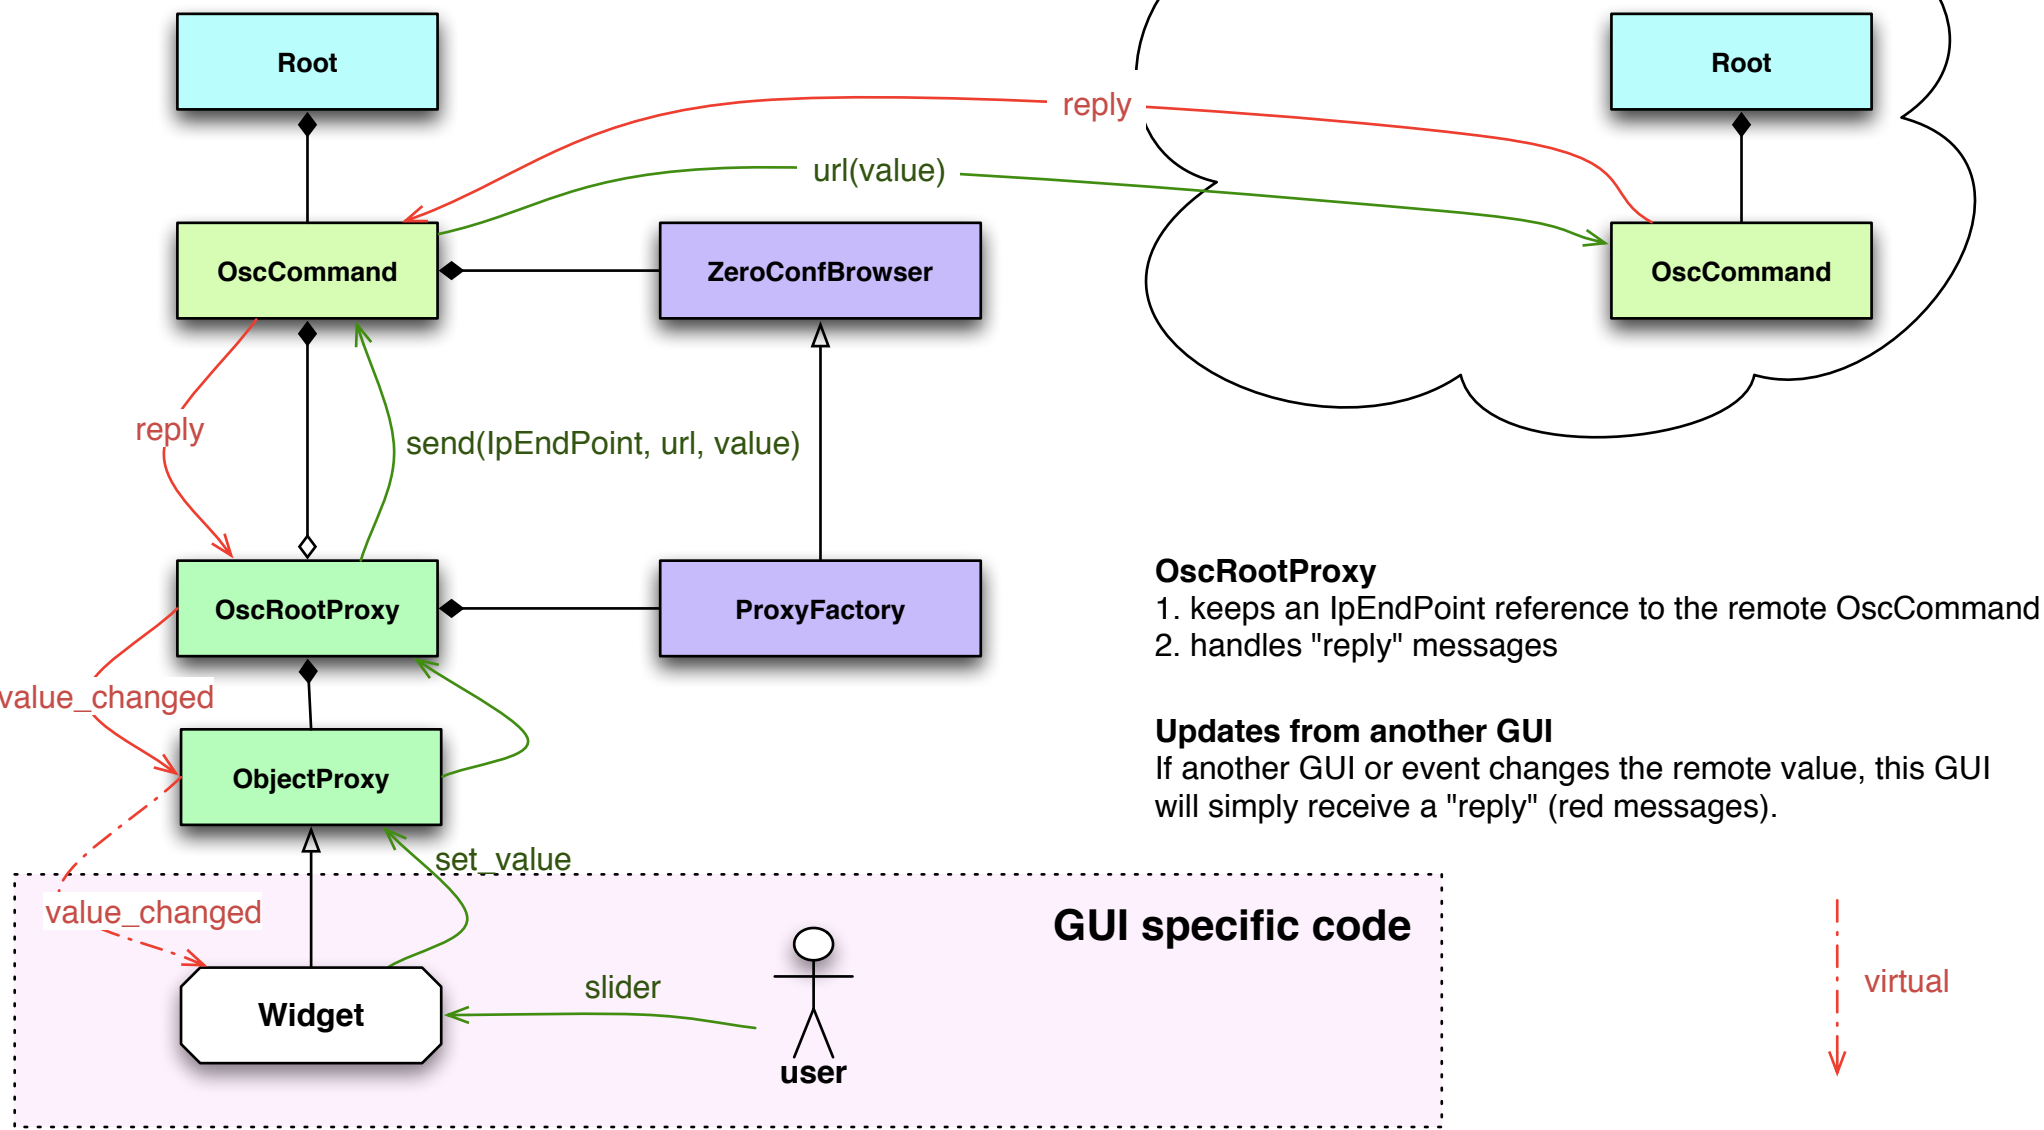 Root
Root
reply
url(value)
OscCommand
ZeroConfBrowser
OscCommand
reply
send(IpEndPoint, url, value)
OscRootProxy
ProxyFactory
OscRootProxy
1. keeps an IpEndPoint reference to the remote OscCommand
2. handles "reply" messages
value_changed
Updates from another GUI
If another GUI or event changes the remote value, this GUI
will simply receive a "reply" (red messages).
ObjectProxy
set_value
value_changed
GUI specific code
slider
virtual
Widget
user